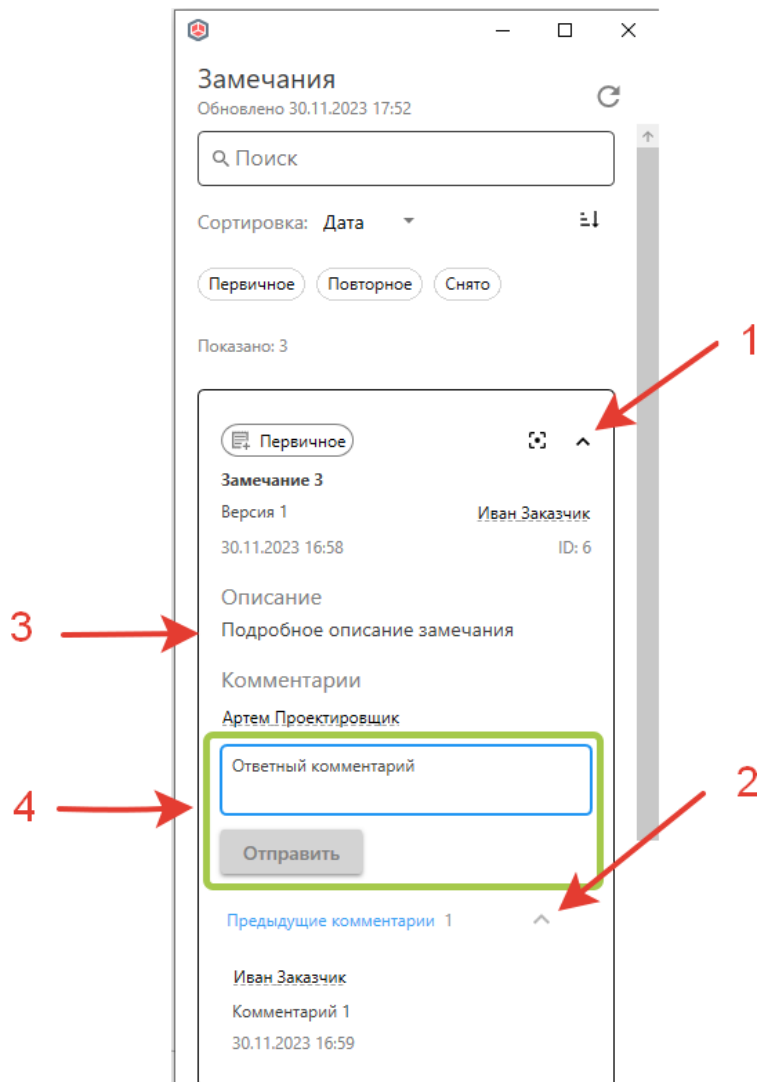 Замечания
Обновлено 30.11.2023 17:52
Поиск
Сортировка: Дата
Первичное Повторное Снято
Показано: 3
1
Первичное
Замечание 3
Версия 1 Иван Заказчик
30.11.2023 16:58 ID: 6
Описание
3 Подробное описание замечания
Комментарии
Артем Проектировщик
Ответный комментарий
2
4
Отправить
Предыдущие комментарии 1
Иван Заказчик
Комментарий 1
30.11.2023 16:59